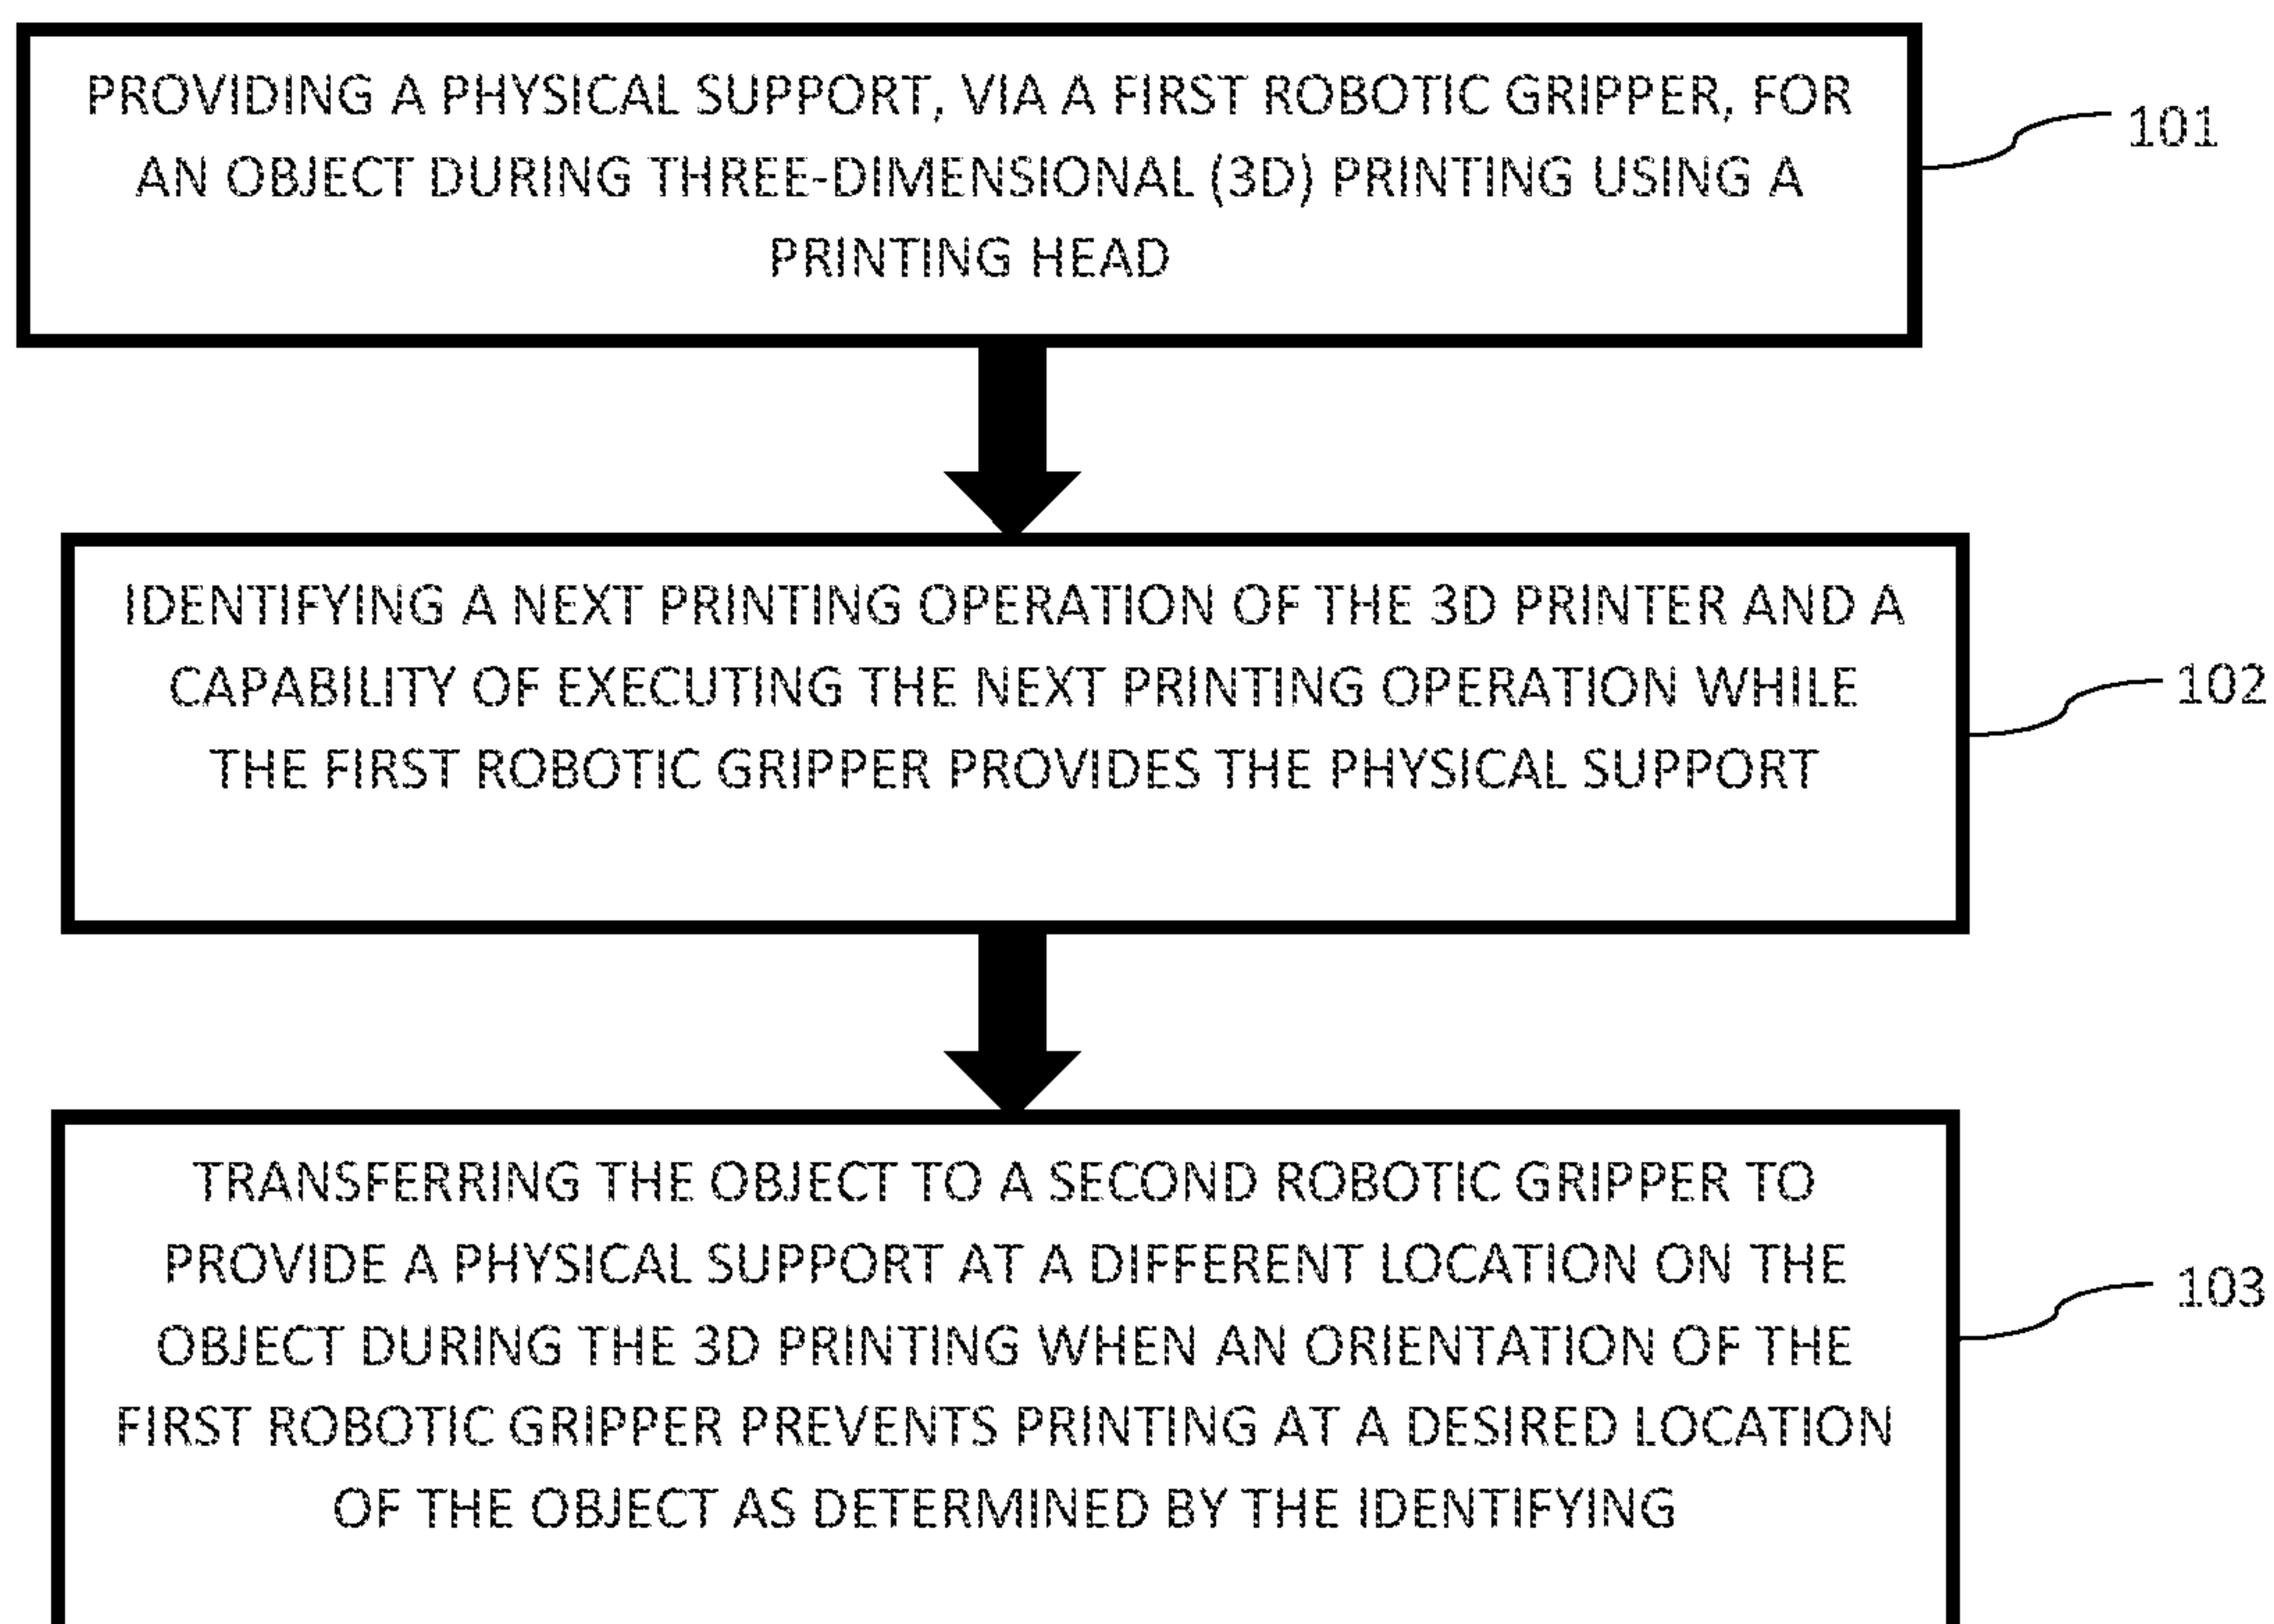 PROVIDING A PHYSICAL SUPPORT, VIA A FIRST ROBOTIC GRIPPER, FOR
AN OBJECT DURING THREE-DIMENSIONAL (3D) PRINTING USING A
PRINTING HEAD
101
IDENTIFYING A NEXT PRINTING OPERATION OF THE 3D PRINTER AND A
CAPABILITY OF EXECUTING THE NEXT PRINTING OPERATION WHILE
THE FIRST ROBOTIC GRIPPER PROVIDES THE PHYSICAL SUPPORT
102
TRANSFERRING THE OBJECT TO A SECOND ROBOTIC GRIPPER TO
PROVIDE A PHYSICAL SUPPORT AT A DIFFERENT LOCATION ON THE
OBJECT DURING THE 3D PRINTING WHEN AN ORIENTATION OF THE
FIRST ROBOTIC GRIPPER PREVENTS PRINTING AT A DESIRED LOCATION
OF THE OBJECT AS DETERMINED BY THE IDENTIFYING
103